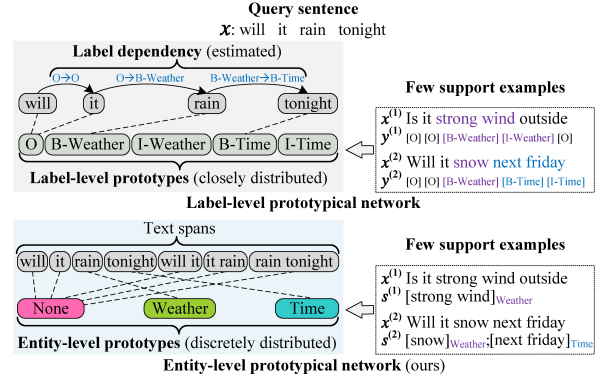 Query sentence
x: will it rain tonight
Label dependency (estimated)
O→O O→B-Weather B-Weather→B-Time
will it rain tonight
O B-Weather I-Weather B-Time I-Time
Label-level prototypes (closely distributed)
Label-level prototypical network
Few support examples
x(1) Is it strong wind outside
y(1) [O] [O] [B-Weather] [I-Weather] [O]
x(2) Will it snow next friday
y(2) [O] [O] [B-Weather] [B-Time] [I-Time]
Text spans
will it rain tonight will it it rain rain tonight
None Weather Time
Entity-level prototypes (discretely distributed)
Entity-level prototypical network (ours)
Few support examples
x(1) Is it strong wind outside
s(1) [strong wind]Weather
x(2) Will it snow next friday
s(2) [snow]Weather;[next friday]Time